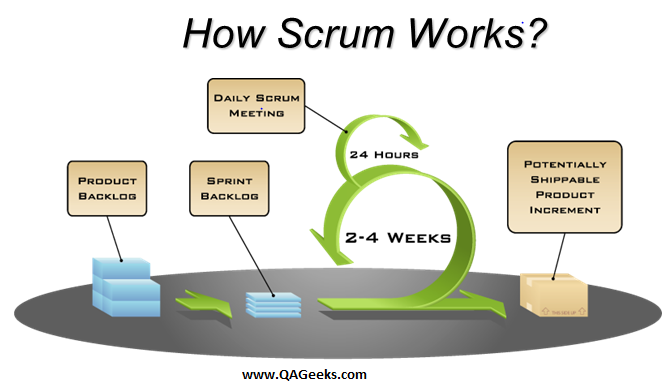 How Scrum Works?
DAILY SCRUM
MEETING
24 HOURS
PRODUCT
BACKLOG
SPRINT
BACKLOG
POTENTIALLY
SHIPPABLE
PRODUCT
INCREMENT
2-4 WEEKS
www.QAGeeks.com